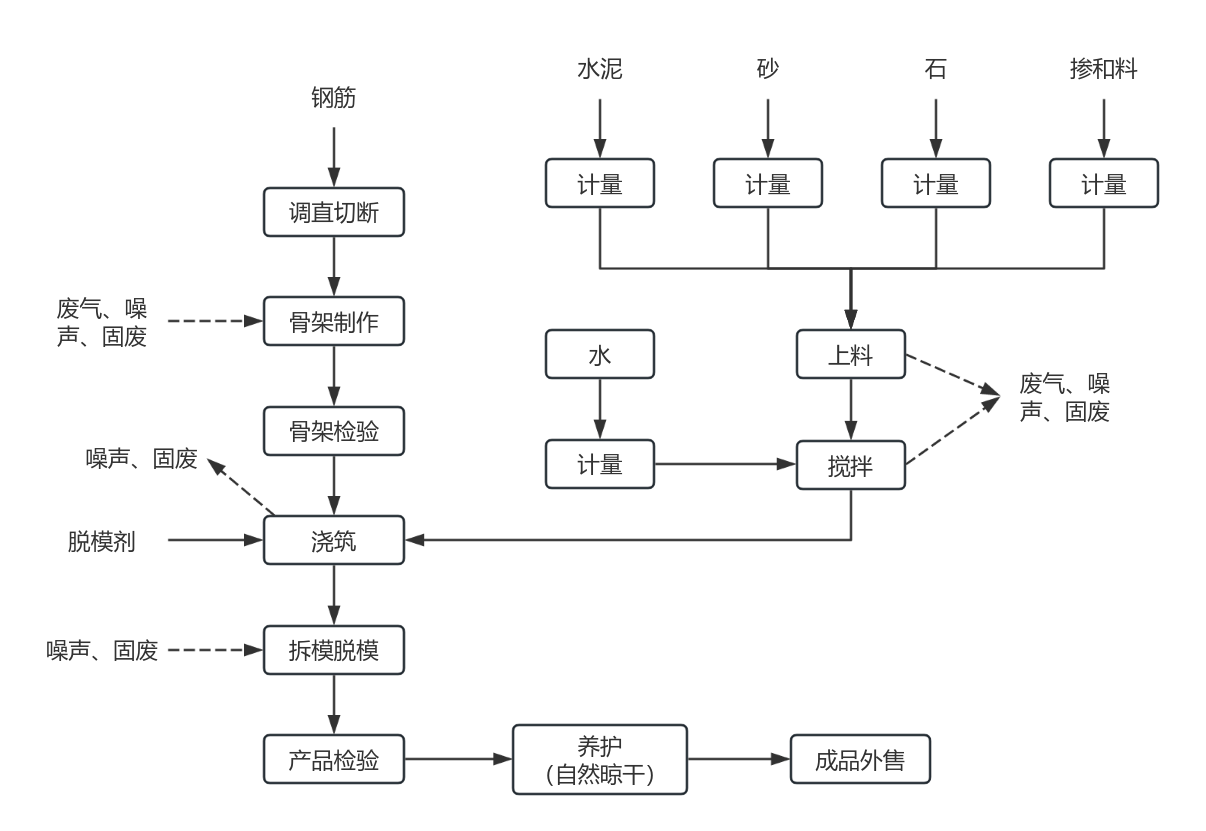 水泥
砂
石
掺和料
钢筋
计量
计量
计量
计量
调直切断
废气、噪
声、固废
骨架制作
水
上料
废气、噪
声、固废
骨架检验
噪声、固废
计量
搅拌
脱模剂
浇筑
噪声、固废
拆模脱模
产品检验
养护
（自然晾干）
成品外售